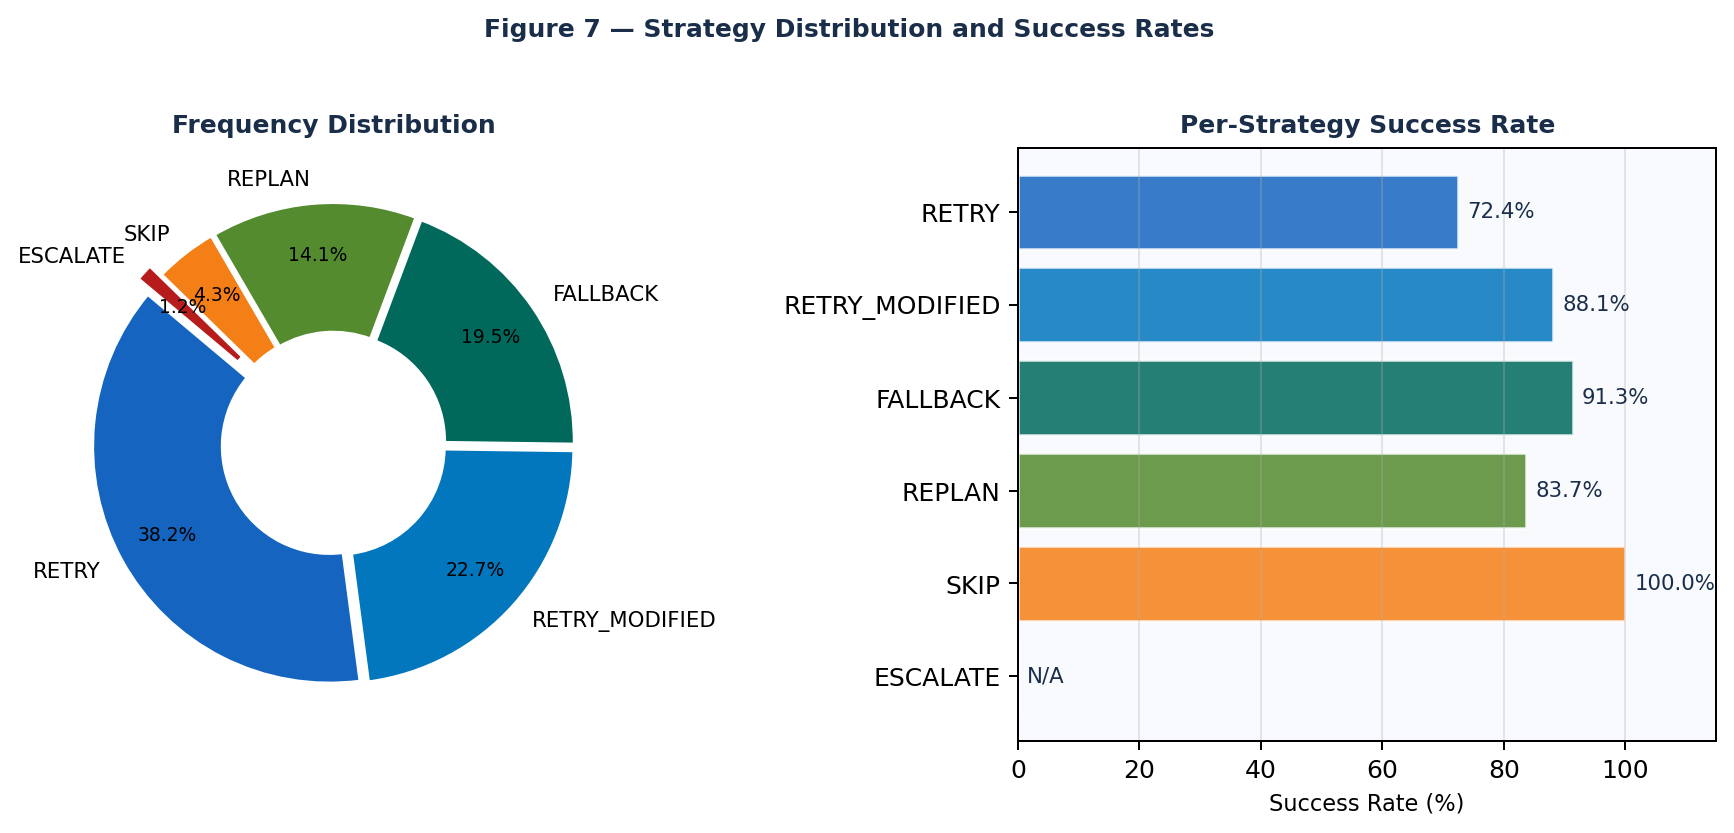 Figure 7 — Strategy Distribution and Success Rates
Frequency Distribution
REPLAN
SKIP
ESCALATE
14.1%
4.3%
1.2%
FALLBACK
19.5%
38.2%
RETRY
22.7%
RETRY_MODIFIED
Per-Strategy Success Rate
RETRY
72.4%
RETRY_MODIFIED
88.1%
FALLBACK
91.3%
REPLAN
83.7%
SKIP
100.0%
ESCALATE
N/A
0 20 40 60 80 100
Success Rate (%)